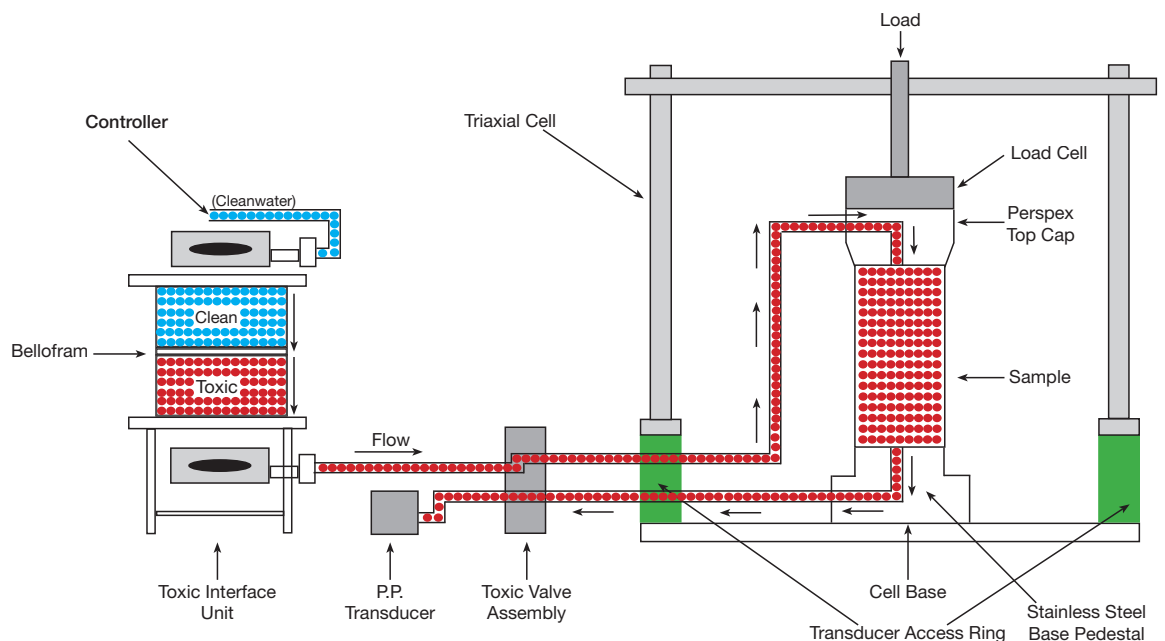 Load
Controller
Triaxial Cell
Load Cell
(Cleanwater)
Perspex
Top Cap
Clean
Bellofram
Toxic
Sample
Flow
Toxic Interface
Unit
P.P.
Transducer
Toxic Valve
Assembly
Cell Base
Stainless Steel
Base Pedestal
Transducer Access Ring